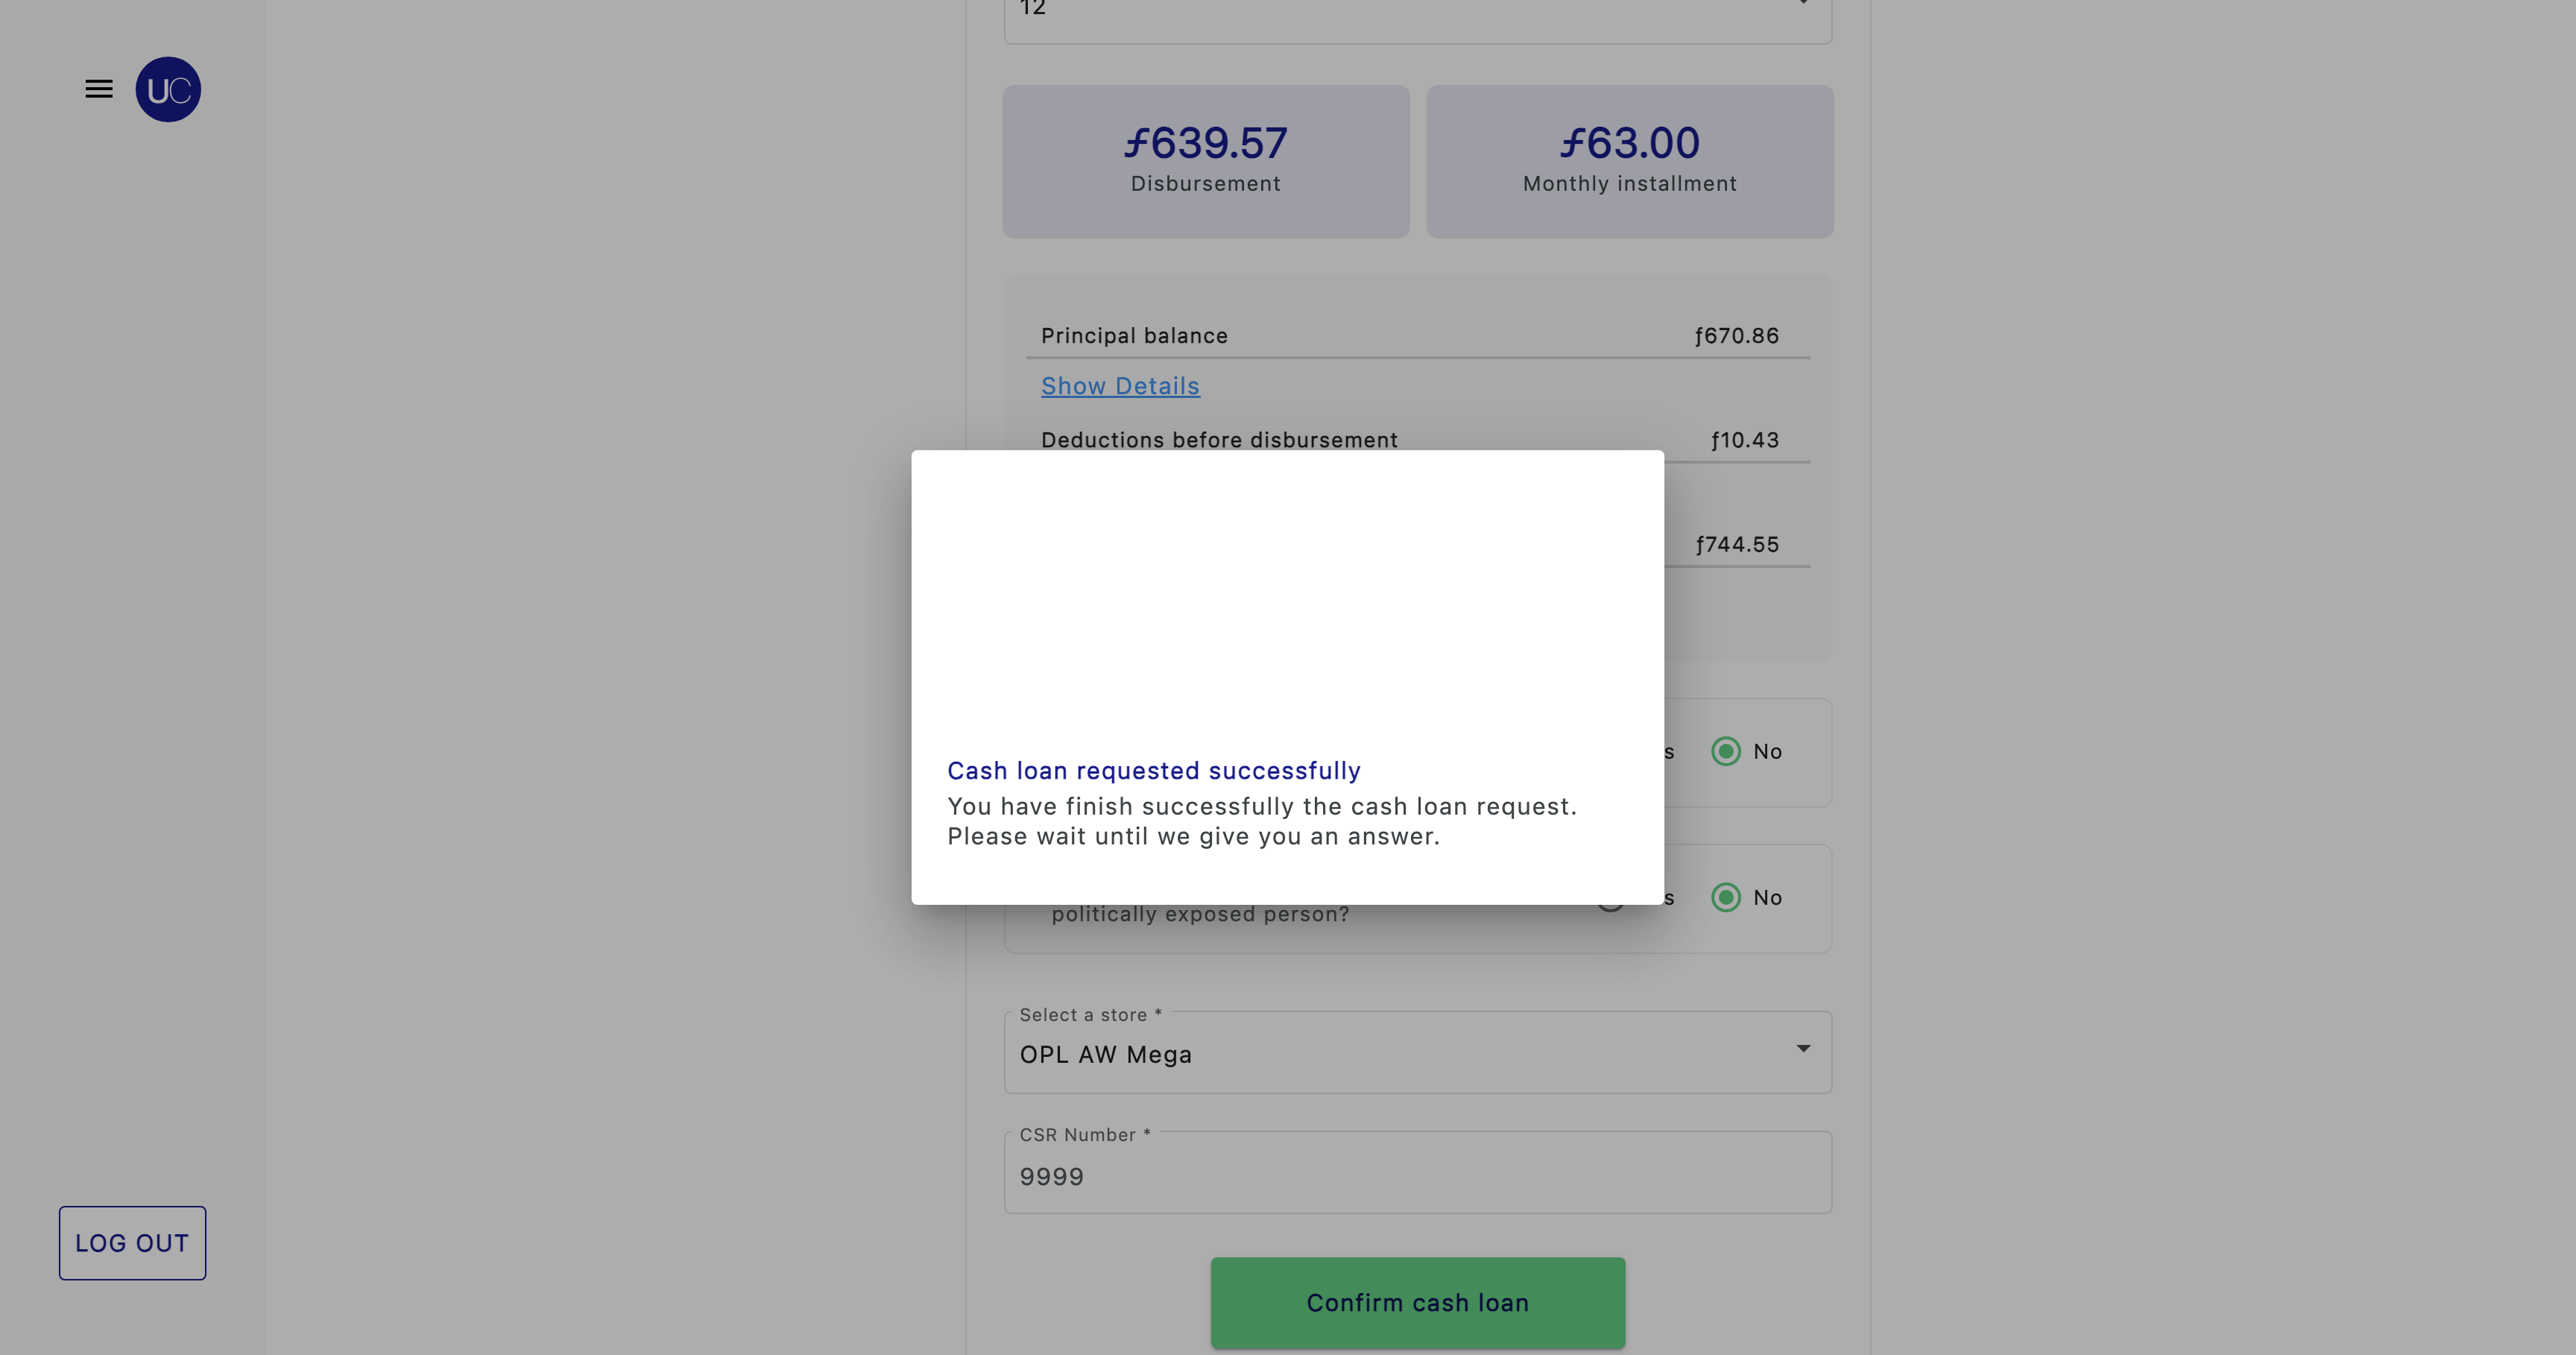 12
UC
ƒ639.57
Disbursement
ƒ63.00
Monthly installment
Principal balance
ƒ670.86
Show Details
Deductions before disbursement
ƒ10.43
ƒ744.55
Cash loan requested successfully
You have finish successfully the cash loan request.
Please wait until we give you an answer.
s
No
s
No
politically exposed person?
Select a store *
OPL AW Mega
CSR Number *
9999
LOG OUT
Confirm cash loan